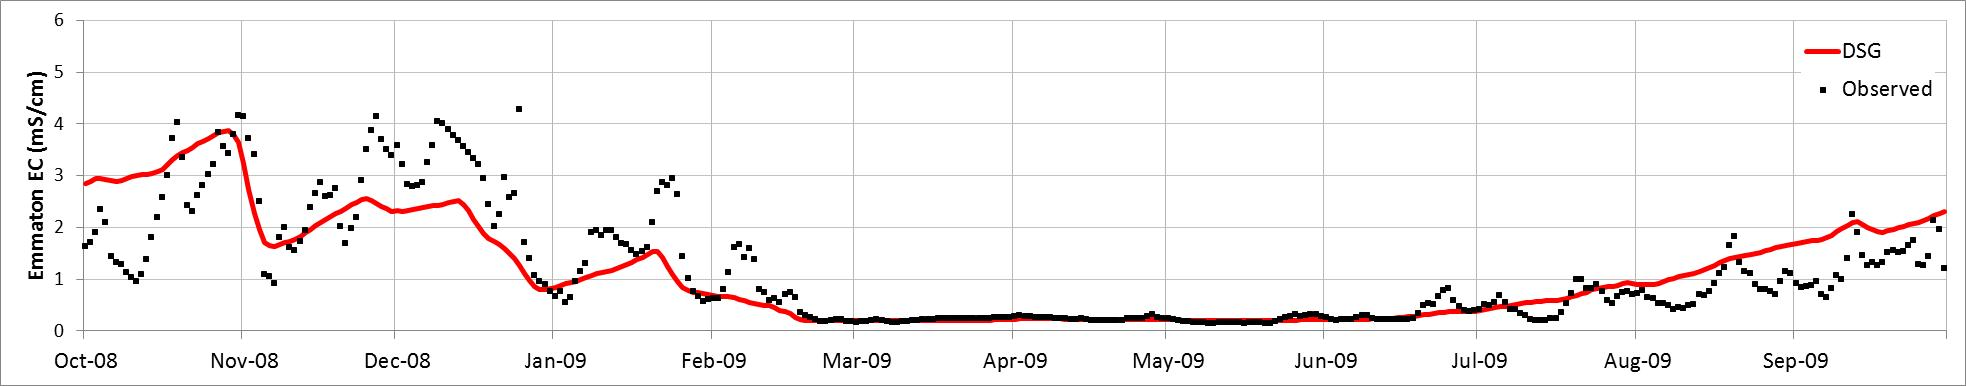 Emmaton EC (mS/cm)
6
5
4
3
2
1
0
DSG
Observed
Oct-08 Nov-08 Dec-08 Jan-09 Feb-09 Mar-09 Apr-09 May-09 Jun-09 Jul-09 Aug-09 Sep-09